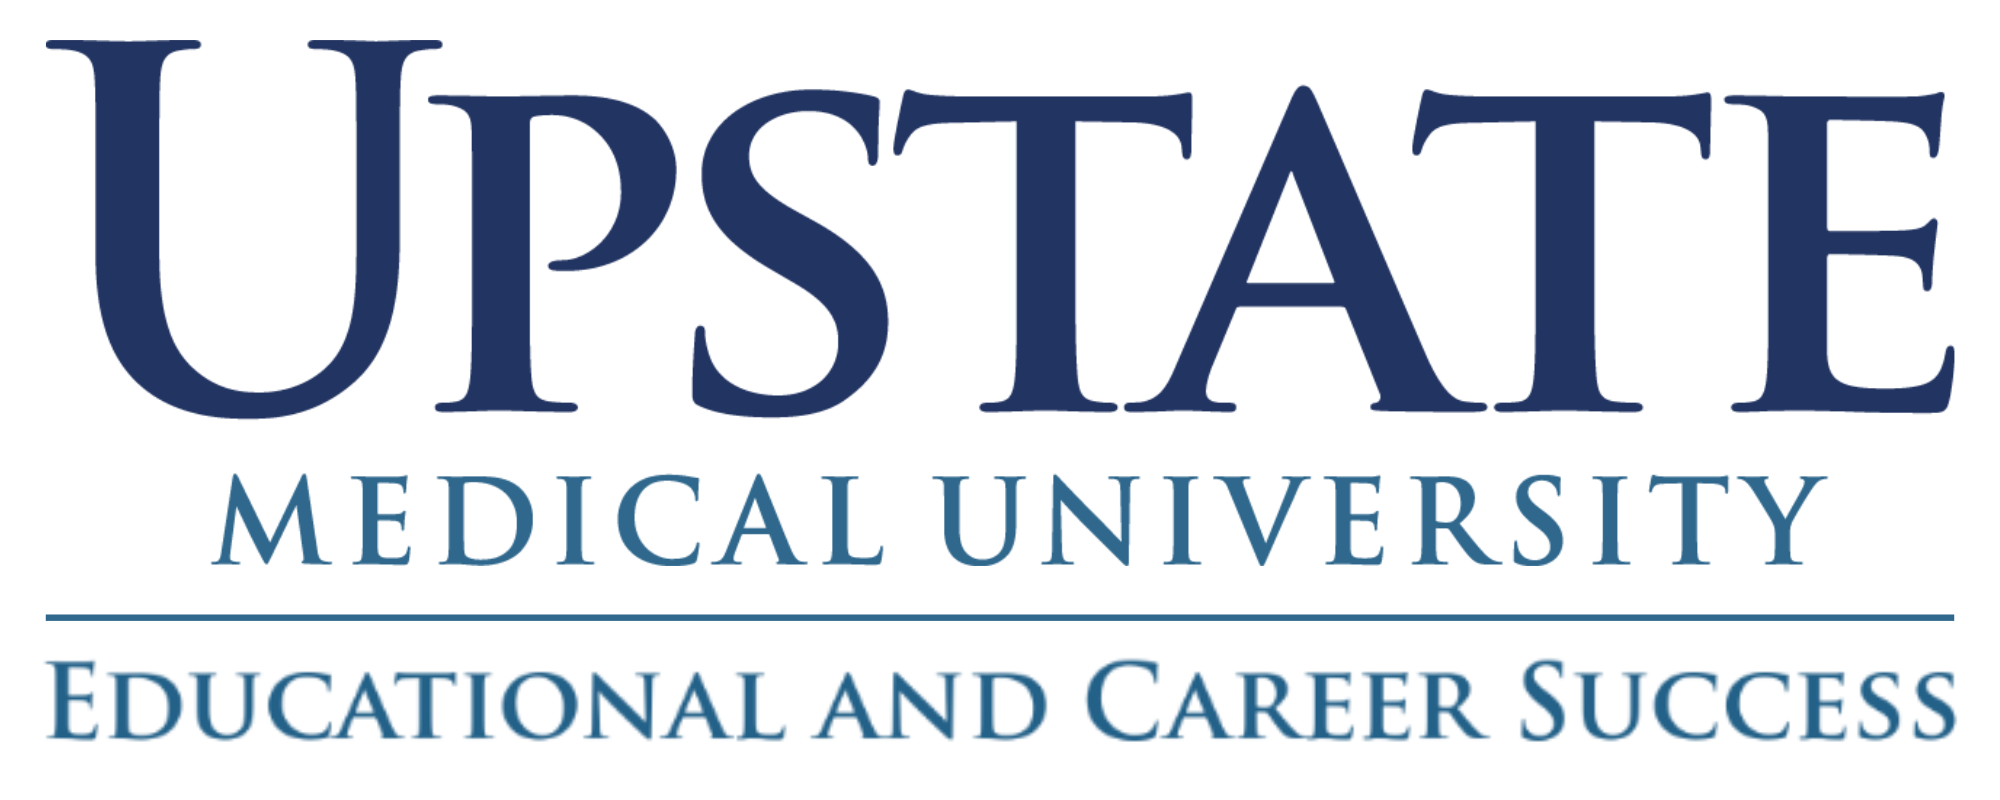 UPSTATE
MEDICAL UNIVERSITY
EDUCATIONAL AND CAREER SUCCESS